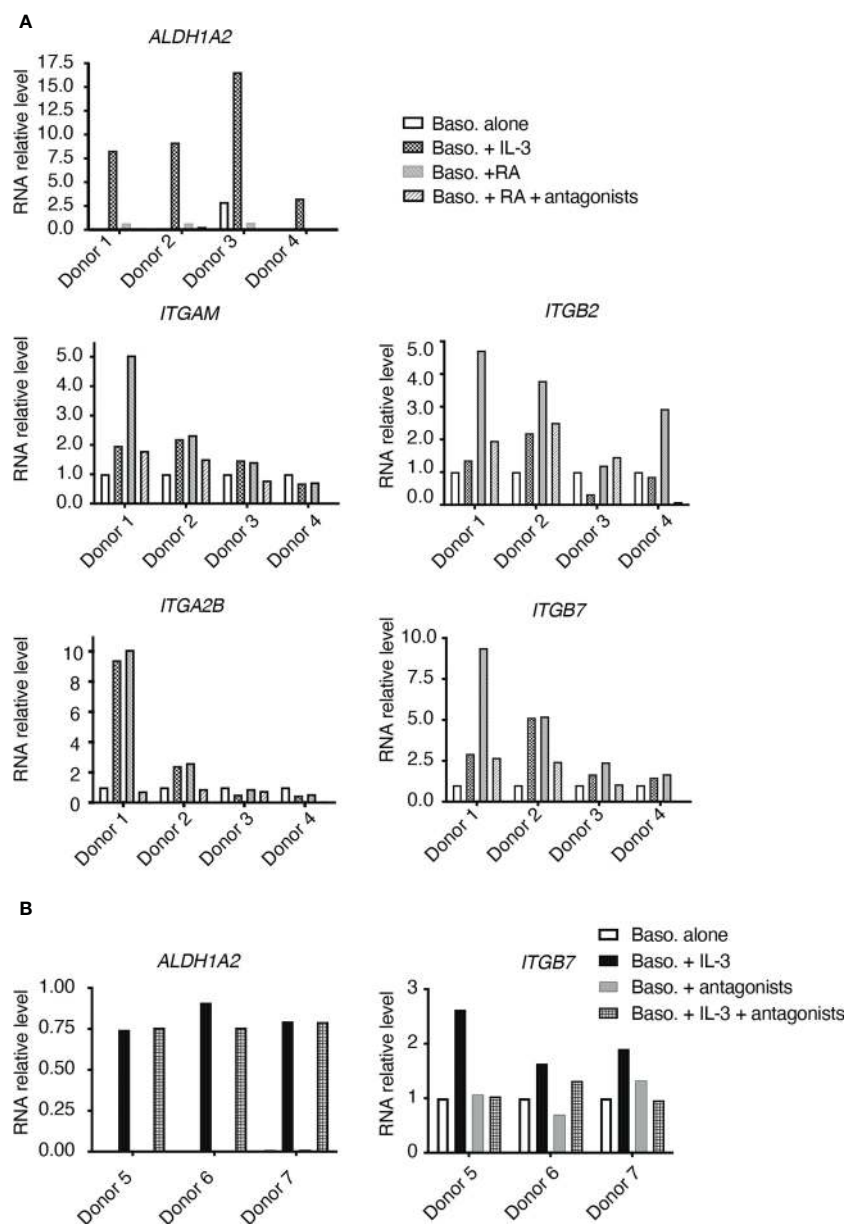 A
ALDH1A2
RNA relative level
17.5
15.0
12.5
10.0
7.5
5.0
2.5
0.0
Donor 1
Donor 2
Donor 3
Donor 4
Baso. alone
Baso. + IL-3
Baso. +RA
Baso. + RA + antagonists
ITGAM
RNA relative level
5.0
4.0
3.0
2.0
1.0
0.0
Donor 1
Donor 2
Donor 3
Donor 4
ITGB2
RNA relative level
5.0
4.0
3.0
2.0
1.0
0.0
Donor 1
Donor 2
Donor 3
Donor 4
ITGA2B
RNA relative level
10
8
6
4
2
0
Donor 1
Donor 2
Donor 3
Donor 4
ITGB7
RNA relative level
10.0
7.5
5.0
2.5
0.0
Donor 1
Donor 2
Donor 3
Donor 4
B
ALDH1A2
RNA relative level
1.00
0.75
0.50
0.25
0.00
Donor 5
Donor 6
Donor 7
ITGB7
RNA relative level
3
2
1
0
Donor 5
Donor 6
Donor 7
Baso. alone
Baso. + IL-3
Baso. + antagonists
Baso. + IL-3 + antagonists